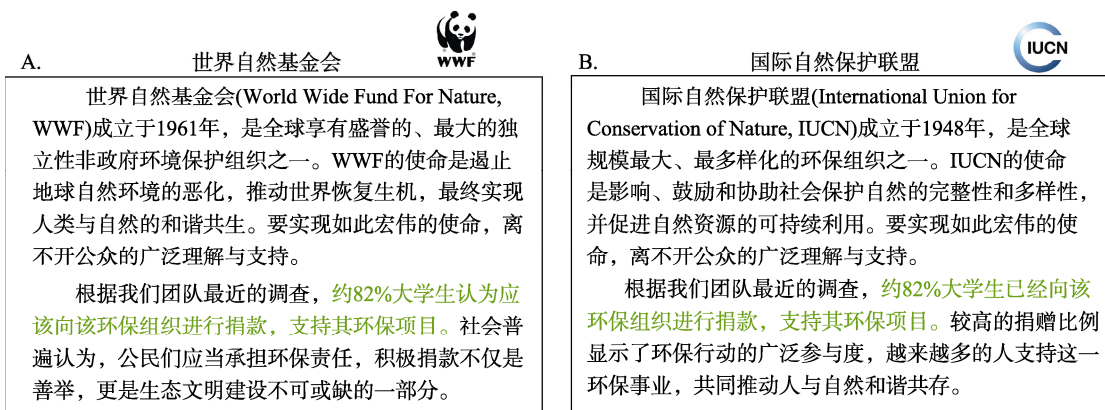 A. 世界自然基金会 WWF
世界自然基金会(World Wide Fund For Nature,
WWF)成立于1961年，是全球享有盛誉的、最大的独
立性非政府环境保护组织之一。WWF的使命是遏止
地球自然环境的恶化，推动世界恢复生机，最终实现
人类与自然的和谐共生。要实现如此宏伟的使命，离
不开公众的广泛理解与支持。
根据我们团队最近的调查，约82%大学生认为应
该向该环保组织进行捐款，支持其环保项目。社会普
遍认为，公民们应当承担环保责任，积极捐款不仅是
善举，更是生态文明建设不可或缺的一部分。
B. 国际自然保护联盟 IUCN
国际自然保护联盟(International Union for
Conservation of Nature, IUCN)成立于1948年，是全球
规模最大、最多样化的环保组织之一。IUCN的使命
是影响、鼓励和协助社会保护自然的完整性和多样性，
并促进自然资源的可持续利用。要实现如此宏伟的使
命，离不开公众的广泛理解与支持。
根据我们团队最近的调查，约82%大学生已经向该
环保组织进行捐款，支持其环保项目。较高的捐赠比例
显示了环保行动的广泛参与度，越来越多的人支持这一
环保事业，共同推动人与自然和谐共存。